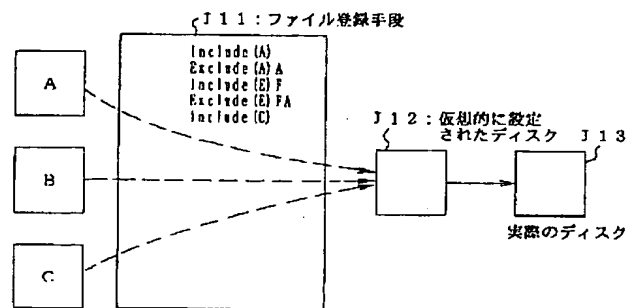 J11:ファイル登録手段
Include(A)
Exclude(A)A
Include(E)F
Exclude(E)FA
Include(C)
A
B
C
J12:仮想的に設定
されたディスク
J13
実際のディスク